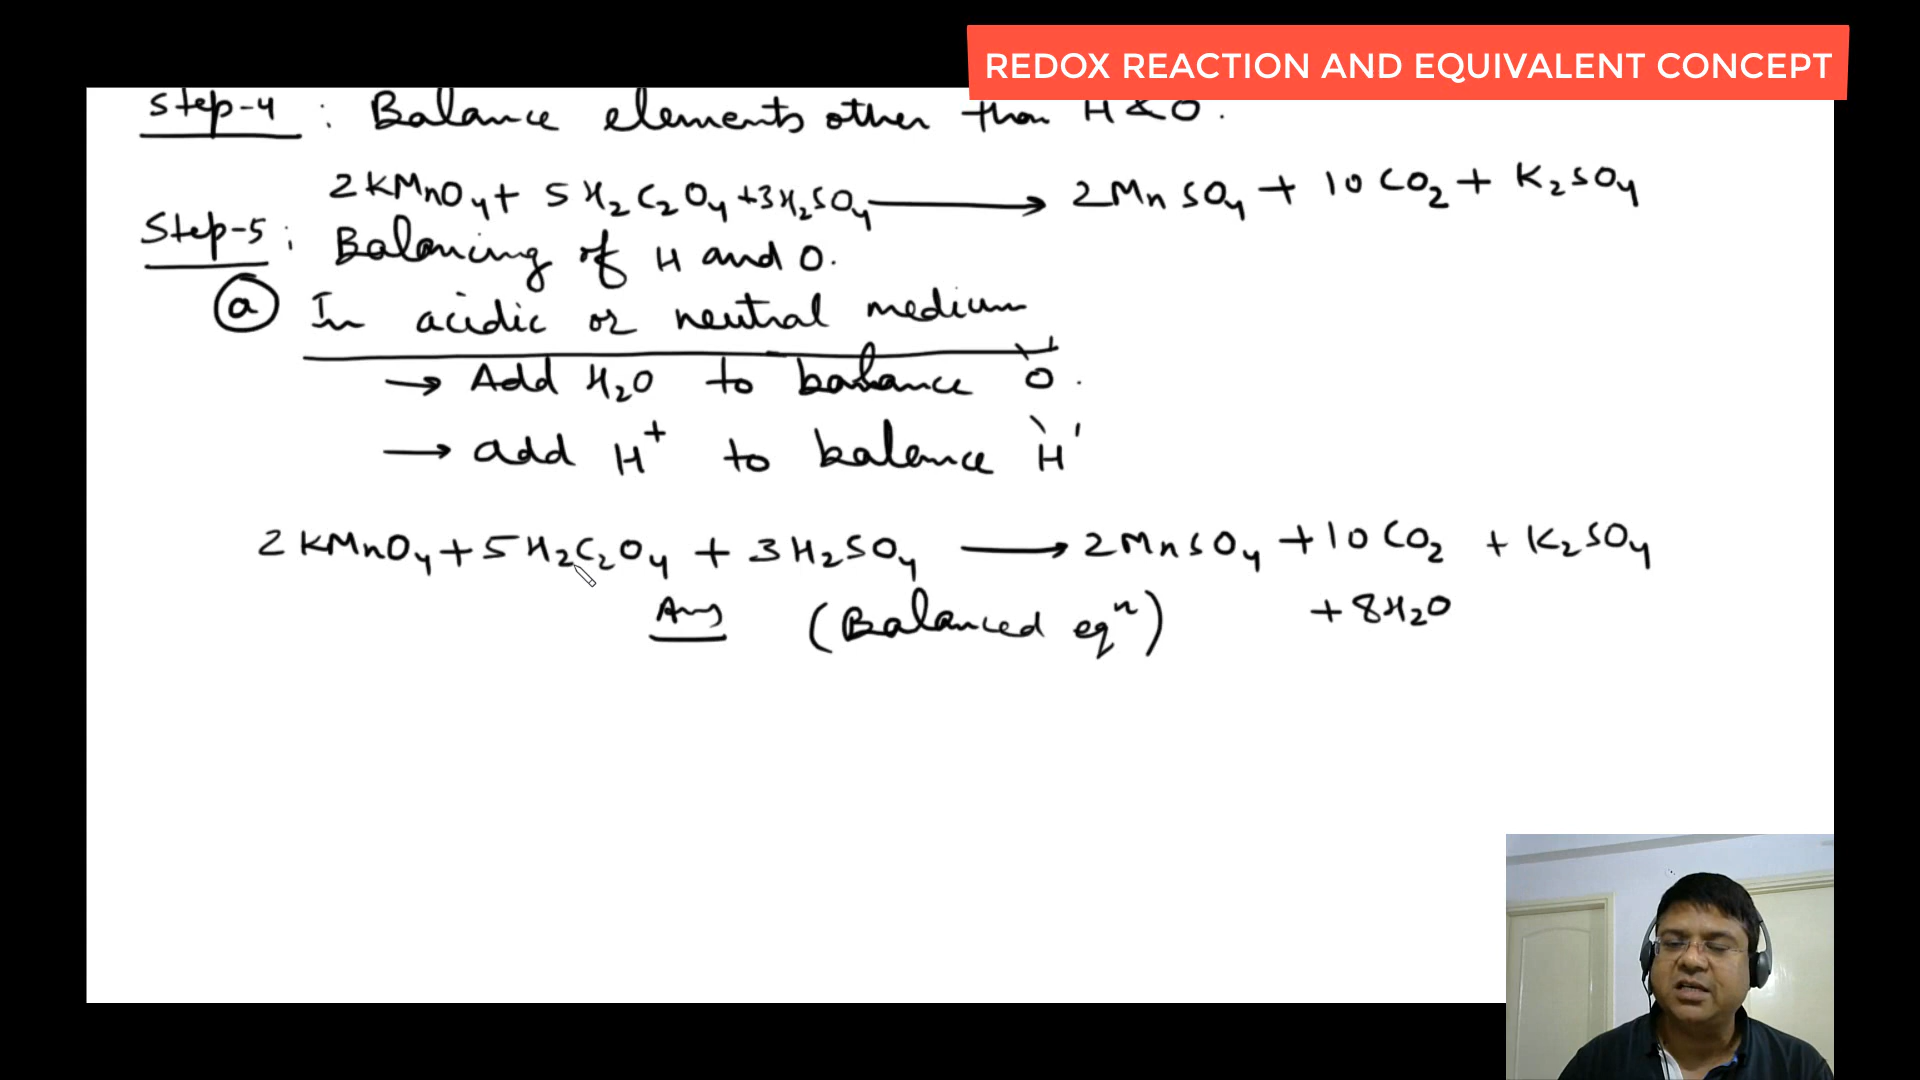 REDOX REACTION AND EQUIVALENT CONCEPT
Step-4 : Balance elements other than H & O.
2KMnO4 + 5H2C2O4 + 3H2SO4 ⟶ 2MnSO4 + 10CO2 + K2SO4
Step-5 : Balancing of H and O.
(a) In acidic or neutral medium
→ Add H2O to balance 'O'.
→ add H+ to balence 'H'
2KMnO4 + 5H2C2O4 + 3H2SO4 ⟶ 2MnSO4 + 10CO2 + K2SO4
+ 8H2O
Ans (Balanced eqn)